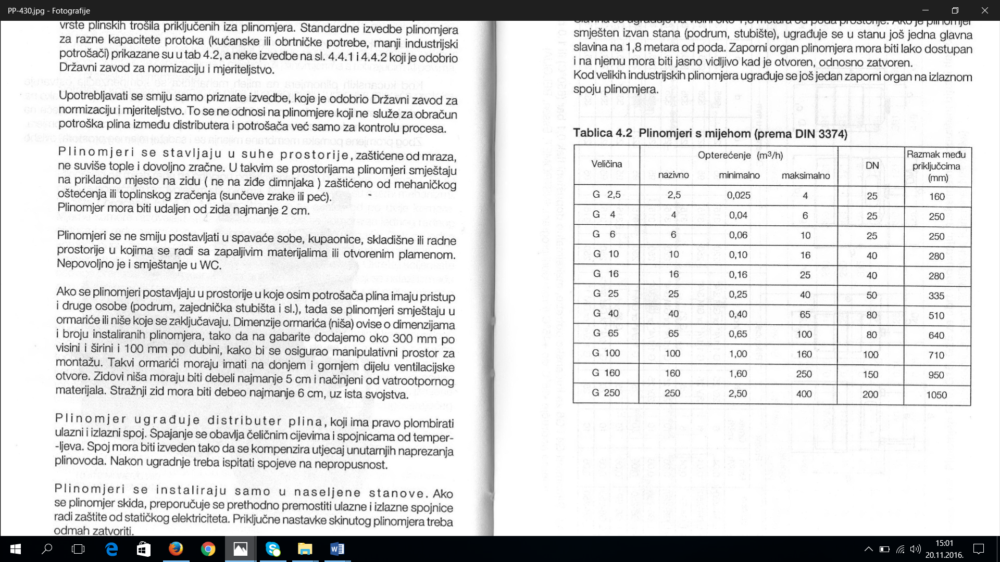 PP-430.jpg - Fotografije
vrste plinskih trošila priključenih iza plinomjera. Standardne izvedbe plinomjera
za razne kapacitete protoka (kućanske ili obrtničke potrebe, manji industrijski
potrošači) prikazane su u tab 4.2, a neke izvedbe na sl. 4.4.1 i 4.4.2 koji je odobrio
Državni zavod za normizaciju i mjeriteljstvo.
Upotrebljavati se smiju samo priznate izvedbe, koje je odobrio Državni zavod za
normizaciju i mjeriteljstvo. To se ne odnosi na plinomjere koji ne služe za obračun
potroška plina između distributera i potrošača već samo za kontrolu procesa.
Plinomjeri se stavljaju u suhe prostorije, zaštićene od mraza,
ne suviše tople i dovoljno zračne. U takvim se prostorijama plinomjeri smještaju
na prikladno mjesto na zidu ( ne na ziđe dimnjaka ) zaštićeno od mehaničkog
oštećenja ili toplinskog zračenja (sunčeve zrake ili peć).
Plinomjer mora biti udaljen od zida najmanje 2 cm.
Plinomjeri se ne smiju postavljati u spavaće sobe, kupaonice, skladišne ili radne
prostorije u kojima se radi sa zapaljivim materijalima ili otvorenim plamenom.
Nepovoljno je i smještanje u WC.
Ako se plinomjeri postavljaju u prostorije u koje osim potrošača plina imaju pristup
i druge osobe (podrum, zajednička stubišta i sl.), tada se plinomjeri smještaju u
ormariće ili niše koje se zaključavaju. Dimenzije ormarića (niša) ovise o dimenzijama
i broju instaliranih plinomjera, tako da na gabarite dodajemo oko 300 mm po
visini i širini i 100 mm po dubini, kako bi se osigurao manipulativni prostor za
montažu. Takvi ormarići moraju imati na donjem i gornjem dijelu ventilacijske
otvore. Zidovi niša moraju biti debeli najmanje 5 cm i načinjeni od vatrootpornog
materijala. Stražnji zid mora biti debeo najmanje 6 cm, uz ista svojstva.
Plinomjer ugrađuje distributer plina, koji ima pravo plombirati
ulazni i izlazni spoj. Spajanje se obavlja čeličnim cijevima i spojnicama od temper-
-ljeva. Spoj mora biti izveden tako da se kompenzira utjecaj unutarnjih naprezanja
plinovoda. Nakon ugradnje treba ispitati spojeve na nepropusnost.
Plinomjeri se instaliraju samo u naseljene stanove. Ako
se plinomjer skida, preporučuje se prethodno premostiti ulazne i izlazne spojnice
radi zaštite od statičkog elektriciteta. Priključne nastavke skinutog plinomjera treba
odmah zatvoriti.
Slavina se ugrađuje na visini oko 1,8 metara od poda prostorije. Ako je plinomjer
smješten izvan stana (podrum, stubište), ugrađuje se u stanu još jedna glavna
slavina na 1,8 metara od poda. Zaporni organ plinomjera mora biti lako dostupan
i na njemu mora biti jasno vidljivo kad je otvoren, odnosno zatvoren.
Kod velikih industrijskih plinomjera ugrađuje se još jedan zaporni organ na izlaznom
spoju plinomjera.
Tablica 4.2 Plinomjeri s mijehom (prema DIN 3374)
Veličina Opterećenje (m³/h) DN Razmak među priključcima (mm)
nazivno minimalno maksimalno
G 2,5 2,5 0,025 4 25 160
G 4 4 0,04 6 25 250
G 6 6 0,06 10 25 250
G 10 10 0,10 16 40 280
G 16 16 0,16 25 40 280
G 25 25 0,25 40 50 335
G 40 40 0,40 65 80 510
G 65 65 0,65 100 80 640
G 100 100 1,00 160 100 710
G 160 160 1,60 250 150 950
G 250 250 2,50 400 200 1050
15:01
20.11.2016.